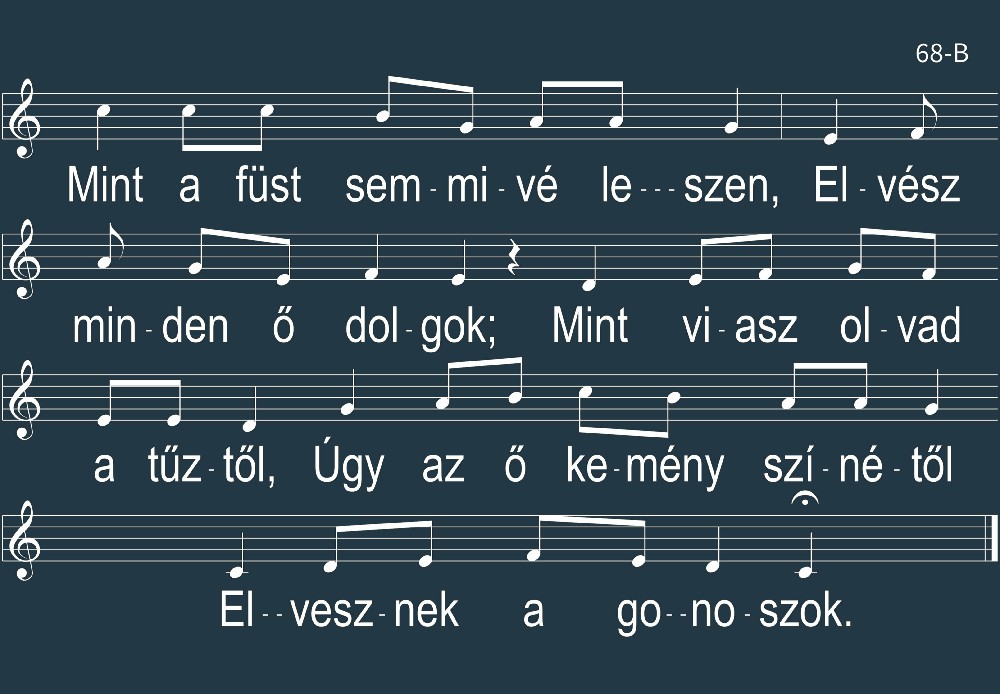 68-B
Mint a füst sem - mi - vé le - - - szen, El - vész
min - den ő dol - gok; Mint vi - asz ol - vad
a tűz - től, Úgy az ő ke - mény szí - né - től
El - - vesz - nek a go - - no - szok.